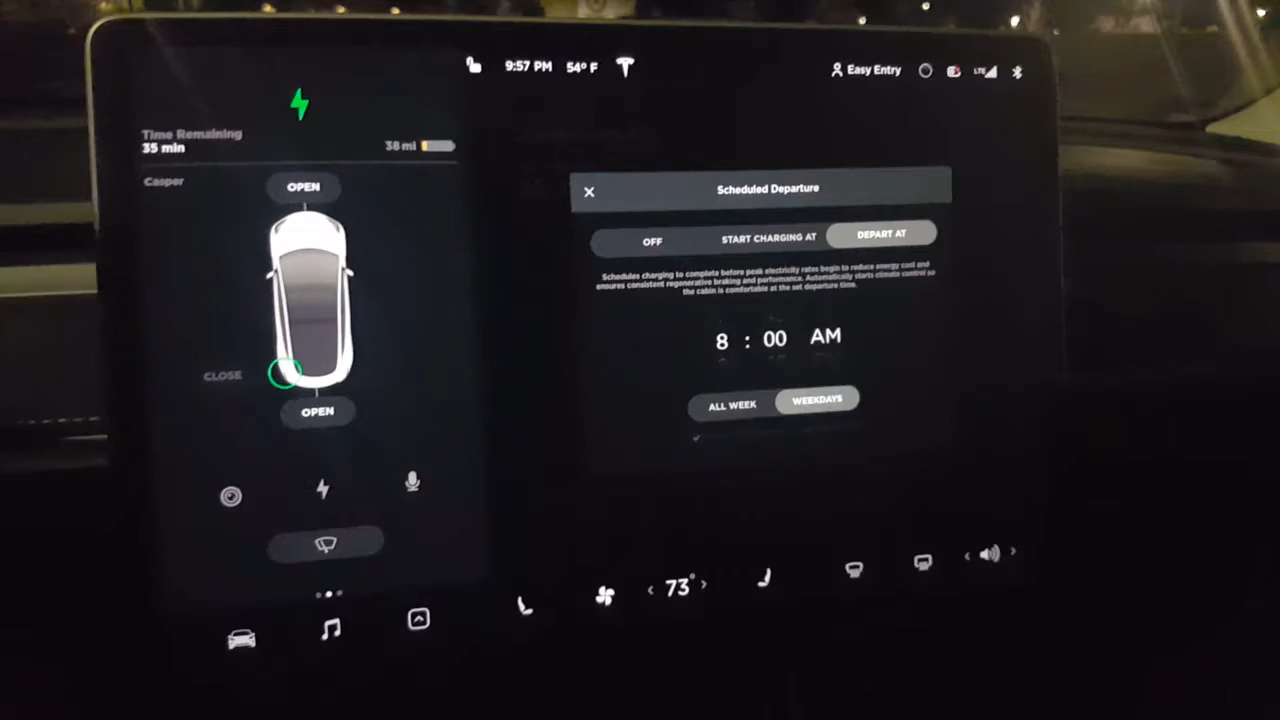 9:57 PM 54° F
Easy Entry
LTE
Time Remaining
35 min
38 mi
Casper
OPEN
CLOSE
OPEN
Scheduled Departure
OFF START CHARGING AT DEPART AT
Schedules charging to complete before peak electricity rates begin to reduce energy cost and
ensures consistent regenerative braking and performance. Automatically starts climate control so
the cabin is comfortable at the set departure time.
8 : 00 AM
ALL WEEK WEEKDAYS
73°